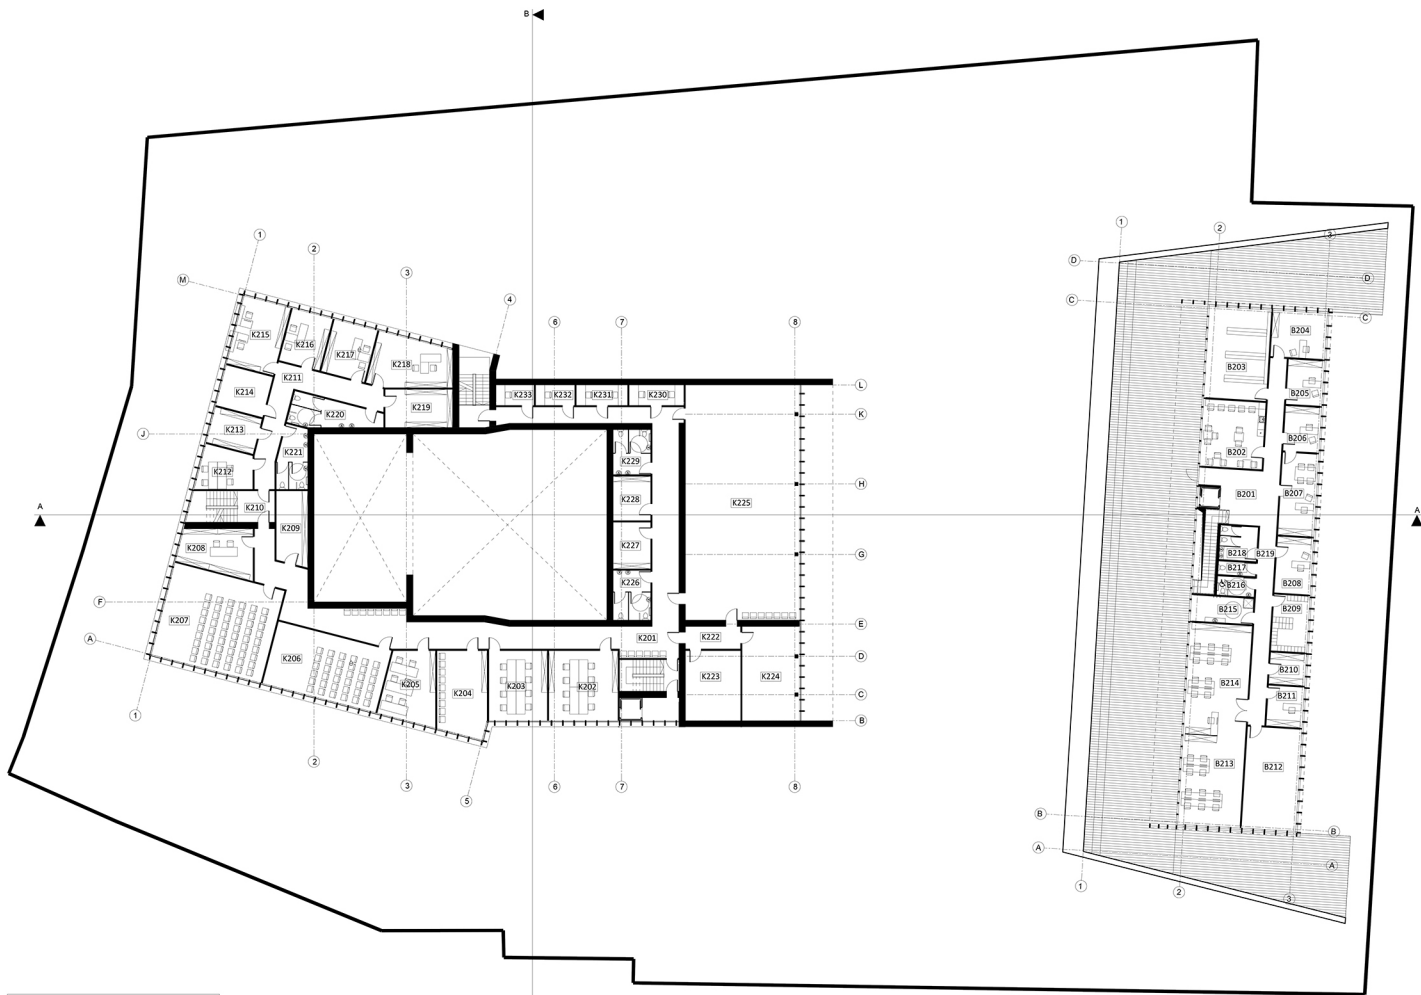 B
1
2
3
D
D
C
C
1
M
2
3
4
6
7
8
K215
K216
K217
K218
K211
K214
K220
K219
K233
K232
K231
K230
L
K
B204
B203
B205
J
K213
K221
K212
K229
B202
B206
A
K210
K209
K228
K225
H
B201
B207
A
K208
K227
G
B218
B219
B217
B216
B208
F
K207
K226
B215
B209
A
K206
K201
K222
E
D
K205
K204
K203
K202
K223
K224
C
B
B214
B210
B211
1
2
3
5
6
7
8
B213
B212
B
B
A
A
1
2
3